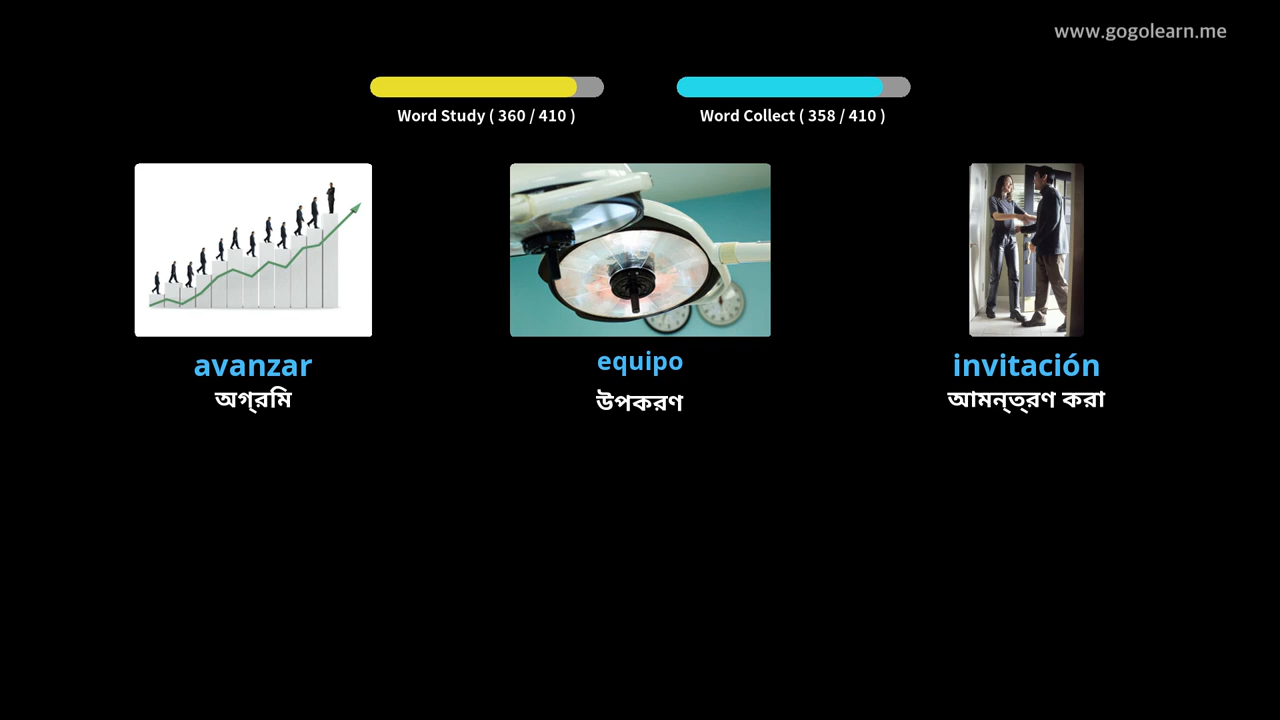 www.gogolearn.me
Word Study ( 360 / 410 )
Word Collect ( 358 / 410 )
avanzar
অগ্রমি
equipo
উপকরণ
invitación
আমন্ত্রণ করা